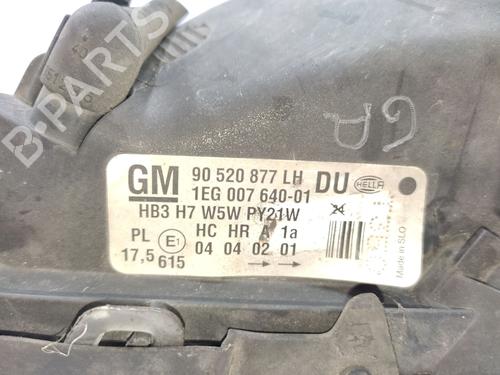 B-PARTS
GM 90 520 877 LH DU HELLA
1EG 007 640-01
HB3 H7 W5W PY21W 24
PL E1 HC HR A 1a
17,5 615 04 04 02 01 → →
Made in SLO